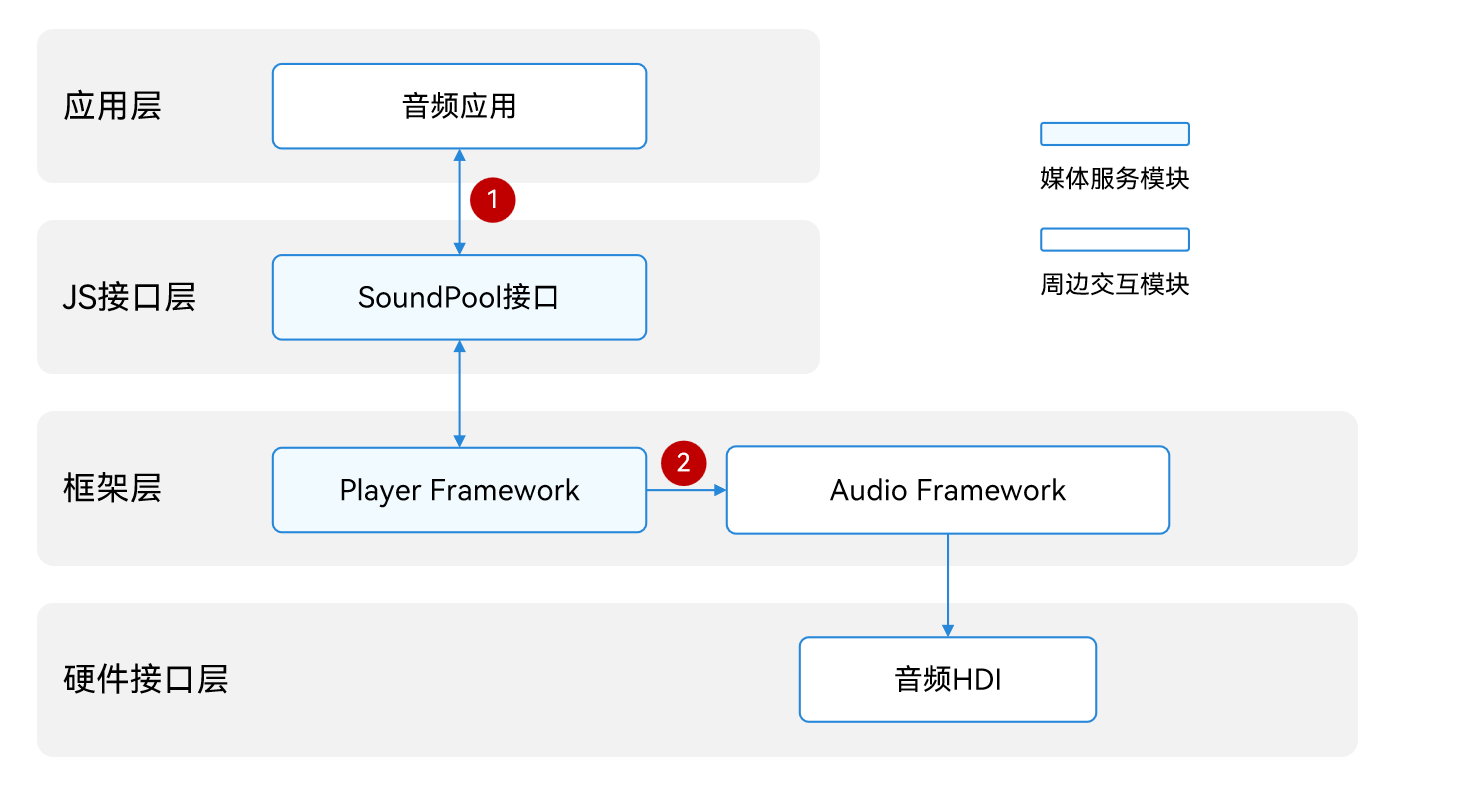 应用层
音频应用
1
媒体服务模块
JS接口层
SoundPool接口
周边交互模块
框架层
Player Framework
2
Audio Framework
硬件接口层
音频HDI